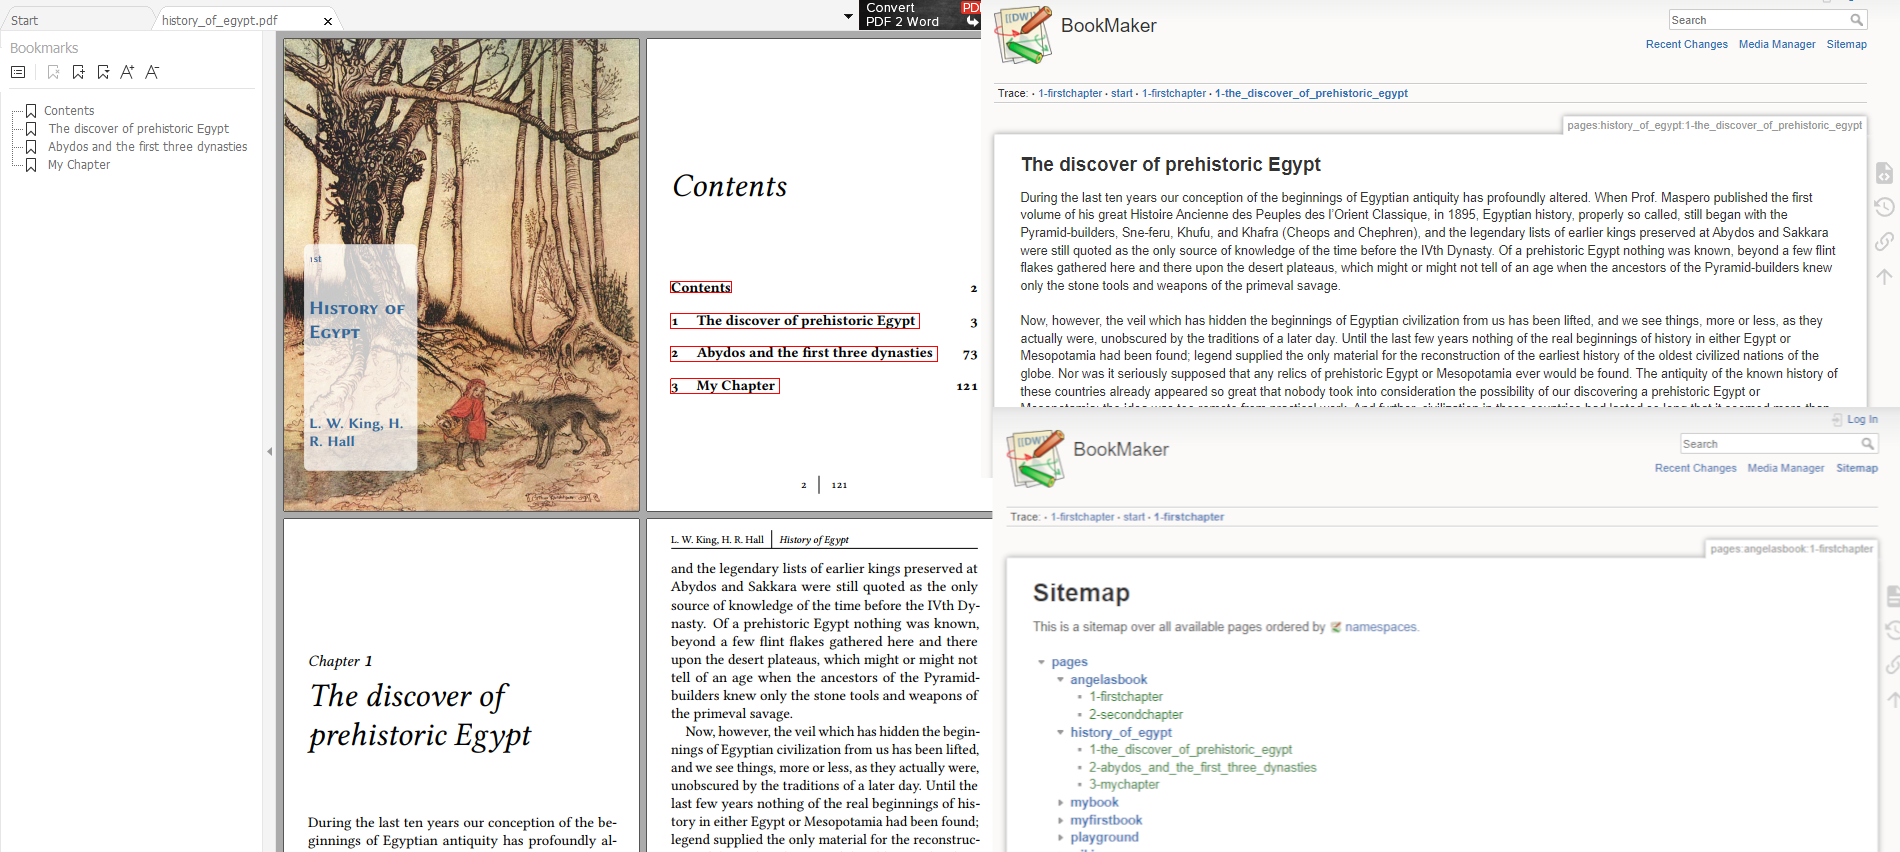 Start
history_of_egypt.pdf
Convert
PDF 2 Word
Bookmarks
Contents
The discover of prehistoric Egypt
Abydos and the first three dynasties
My Chapter
1st
History of
Egypt
L. W. King, H.
R. Hall
Contents
Contents 2
1 The discover of prehistoric Egypt 3
2 Abydos and the first three dynasties 73
3 My Chapter 121
2 121
Chapter 1
The discover of
prehistoric Egypt
During the last ten years our conception of the be-
ginnings of Egyptian antiquity has profoundly al-
L. W. King, H. R. Hall History of Egypt
and the legendary lists of earlier kings preserved at
Abydos and Sakkara were still quoted as the only
source of knowledge of the time before the IVth Dy-
nasty. Of a prehistoric Egypt nothing was known,
beyond a few flint flakes gathered here and there
upon the desert plateaus, which might or might not
tell of an age when the ancestors of the Pyramid-
builders knew only the stone tools and weapons of
the primeval savage.
Now, however, the veil which has hidden the begin-
nings of Egyptian civilization from us has been lifted,
and we see things, more or less, as they actually were,
unobscured by the traditions of a later day. Until the
last few years nothing of the real beginnings of his-
tory in either Egypt or Mesopotamia had been found;
legend supplied the only material for the reconstruc-
BookMaker
Search
Recent Changes Media Manager Sitemap
Trace: · 1-firstchapter · start · 1-firstchapter · 1-the_discover_of_prehistoric_egypt
pages:history_of_egypt:1-the_discover_of_prehistoric_egypt
The discover of prehistoric Egypt
During the last ten years our conception of the beginnings of Egyptian antiquity has profoundly altered. When Prof. Maspero published the first
volume of his great Histoire Ancienne des Peuples des l'Orient Classique, in 1895, Egyptian history, properly so called, still began with the
Pyramid-builders, Sne-feru, Khufu, and Khafra (Cheops and Chephren), and the legendary lists of earlier kings preserved at Abydos and Sakkara
were still quoted as the only source of knowledge of the time before the IVth Dynasty. Of a prehistoric Egypt nothing was known, beyond a few flint
flakes gathered here and there upon the desert plateaus, which might or might not tell of an age when the ancestors of the Pyramid-builders knew
only the stone tools and weapons of the primeval savage.
Now, however, the veil which has hidden the beginnings of Egyptian civilization from us has been lifted, and we see things, more or less, as they
actually were, unobscured by the traditions of a later day. Until the last few years nothing of the real beginnings of history in either Egypt or
Mesopotamia had been found; legend supplied the only material for the reconstruction of the earliest history of the oldest civilized nations of the
globe. Nor was it seriously supposed that any relics of prehistoric Egypt or Mesopotamia ever would be found. The antiquity of the known history of
these countries already appeared so great that nobody took into consideration the possibility of our discovering a prehistoric Egypt or
Log In
BookMaker
Search
Recent Changes Media Manager Sitemap
Trace: · 1-firstchapter · start · 1-firstchapter
pages:angelasbook:1-firstchapter
Sitemap
This is a sitemap over all available pages ordered by namespaces.
pages
angelasbook
1-firstchapter
2-secondchapter
history_of_egypt
1-the_discover_of_prehistoric_egypt
2-abydos_and_the_first_three_dynasties
3-mychapter
mybook
myfirstbook
playground